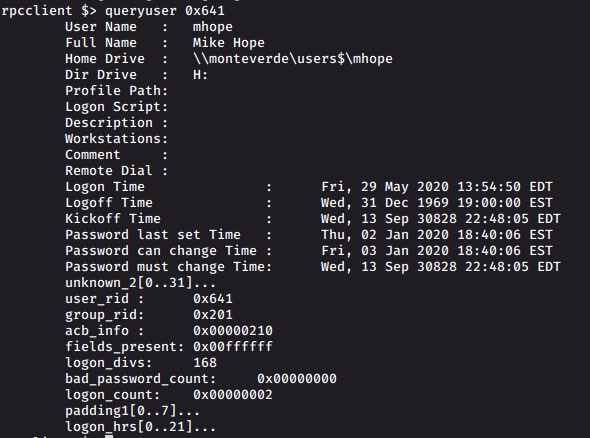 rpcclient $> queryuser 0x641
User Name   :   mhope
Full Name   :   Mike Hope
Home Drive  :   \\monteverde\users$\mhope
Dir Drive   :   H:
Profile Path:
Logon Script:
Description :
Workstations:
Comment     :
Remote Dial :
Logon Time               :      Fri, 29 May 2020 13:54:50 EDT
Logoff Time              :      Wed, 31 Dec 1969 19:00:00 EST
Kickoff Time             :      Wed, 13 Sep 30828 22:48:05 EDT
Password last set Time   :      Thu, 02 Jan 2020 18:40:06 EST
Password can change Time :      Fri, 03 Jan 2020 18:40:06 EST
Password must change Time:      Wed, 13 Sep 30828 22:48:05 EDT
unknown_2[0..31]...
user_rid :      0x641
group_rid:      0x201
acb_info :      0x00000210
fields_present: 0x00ffffff
logon_divs:     168
bad_password_count:     0x00000000
logon_count:    0x00000002
padding1[0..7]...
logon_hrs[0..21]...